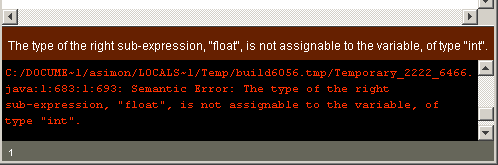 The type of the right sub-expression, "float", is not assignable to the variable, of type "int".
C:/DOCUME~1/asimon/LOCALS~1/Temp/build6056.tmp/Temporary_2222_6466.
java:1:683:1:693: Semantic Error: The type of the right
sub-expression, "float", is not assignable to the variable, of
type "int".
1